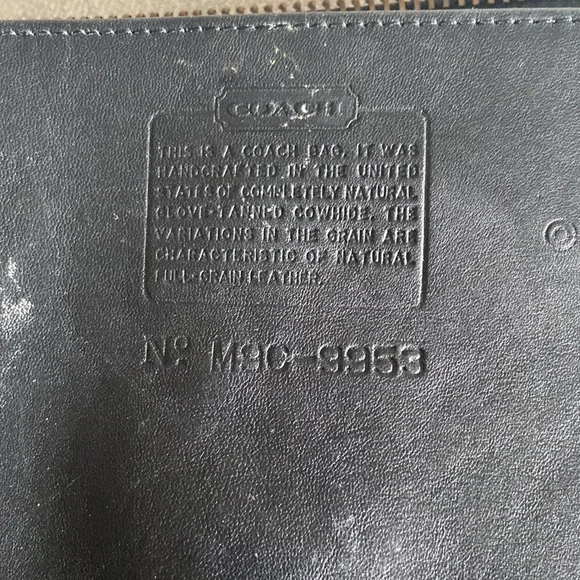 COACH
THIS IS A COACH BAG. IT WAS
HANDCRAFTED IN THE UNITED
STATES OF COMPLETELY NATURAL
GLOVE-TANNED COWHIDE. THE
VARIATIONS IN THE GRAIN ARE
CHARACTERISTIC OF NATURAL
FULL-GRAIN LEATHER.
©
No M9C-9953